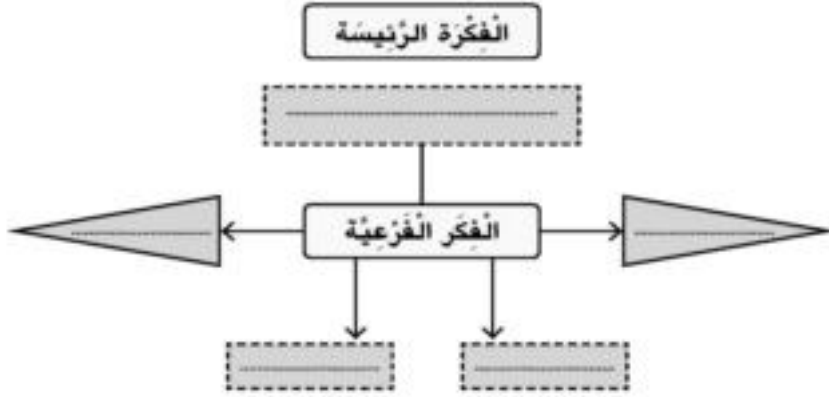 الْفِكْرَة الرَّئِيسَة
الْفِكَر الْفَرْعِيَّة